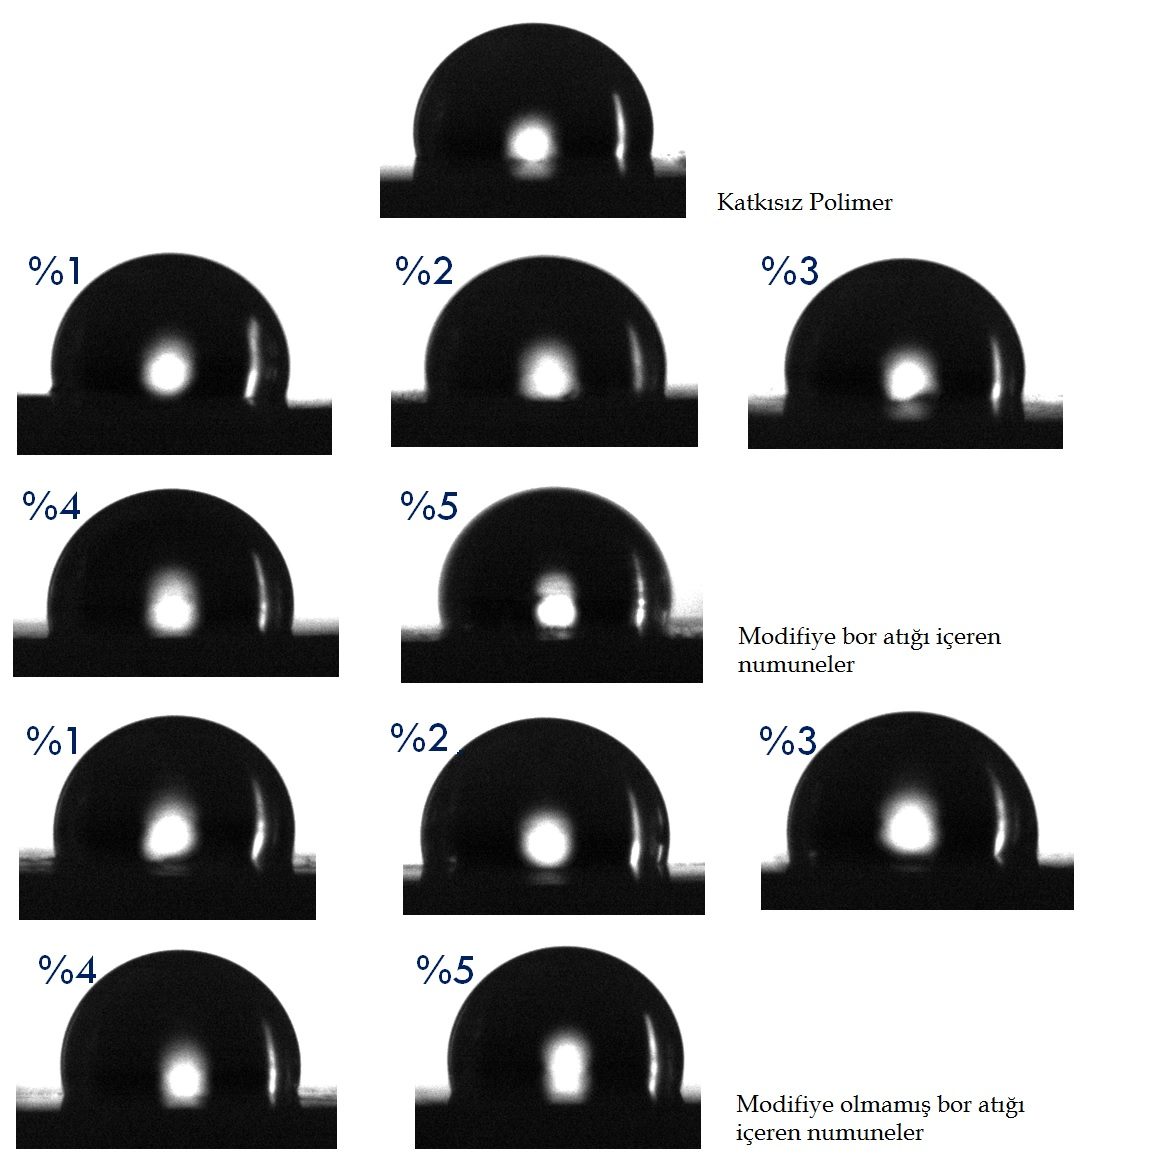 Katkısız Polimer
%1
%2
%3
%4
%5
Modifiye bor atığı içeren
numuneler
%1
%2
%3
%4
%5
Modifiye olmamış bor atığı
içeren numuneler